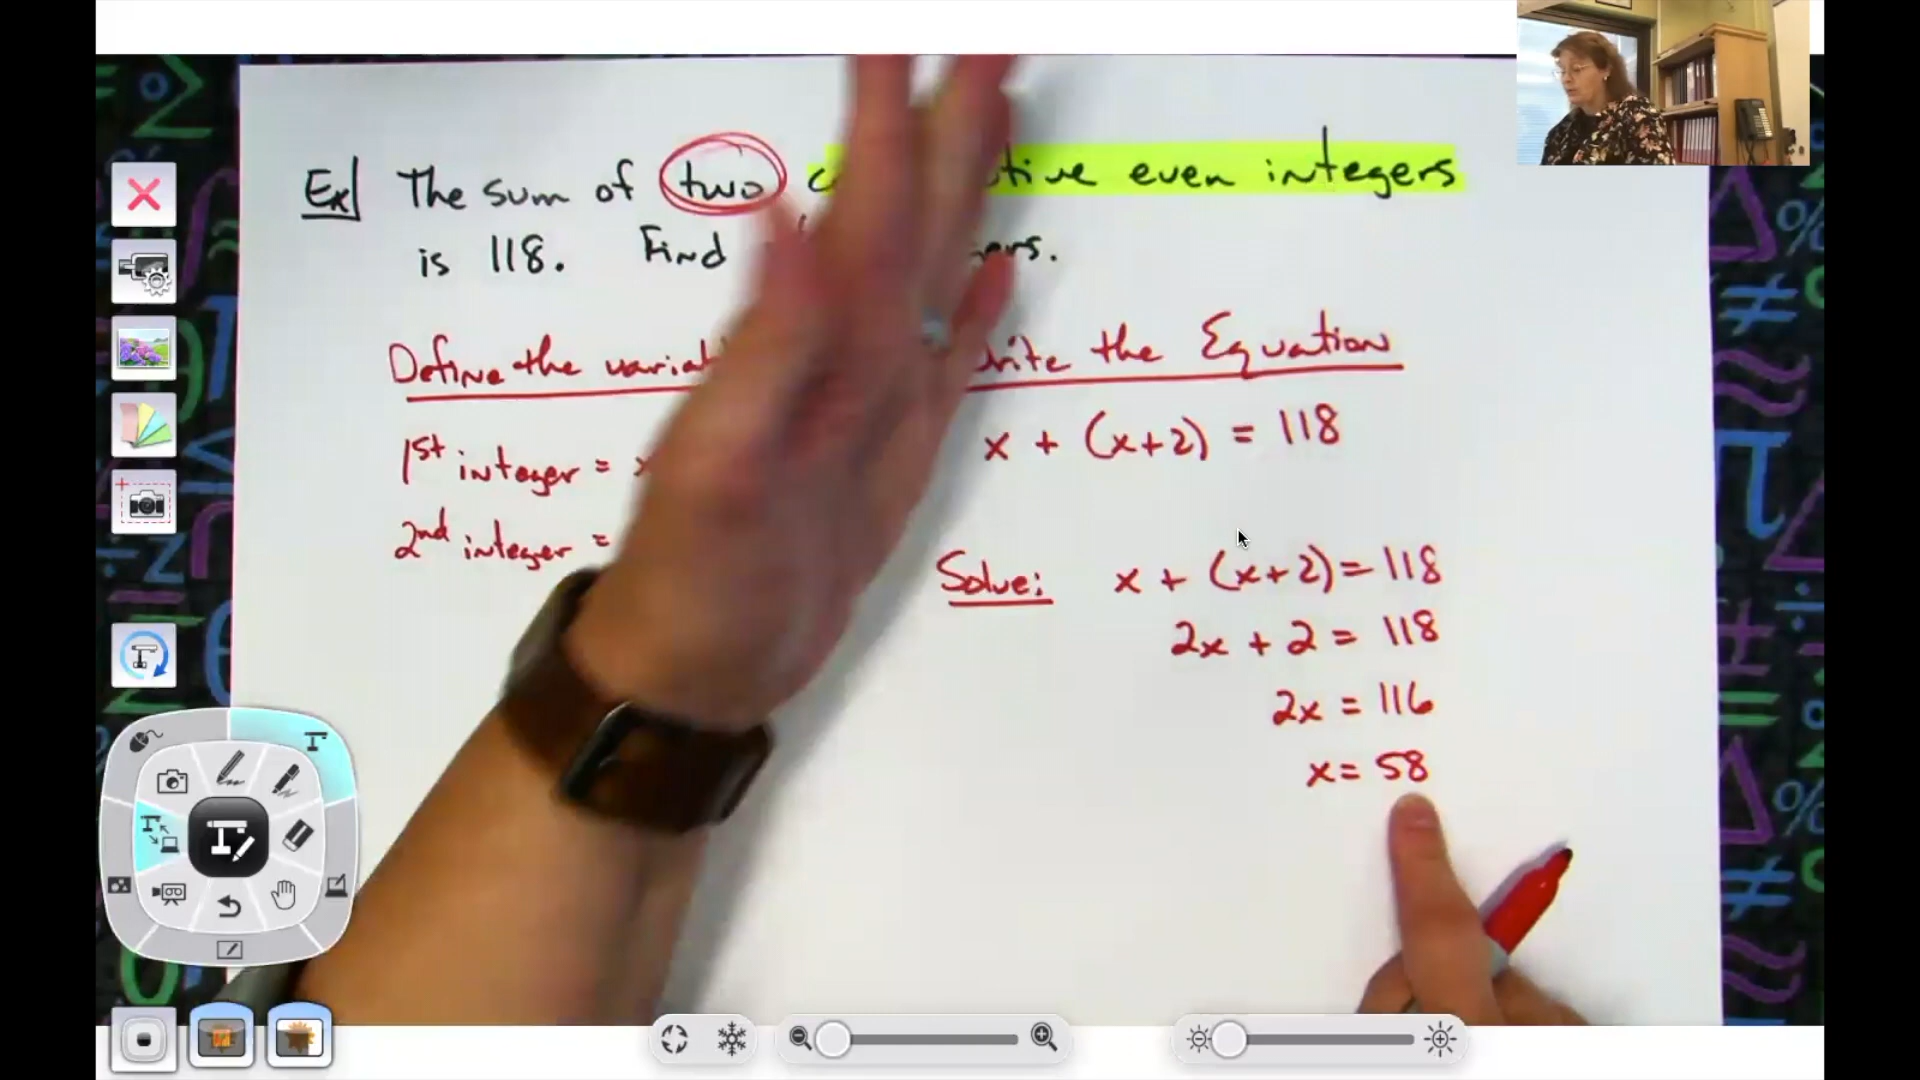 Ex The sum of two even integers
is 118. Find
Define the
1st integer =
2nd integer =
the Equation
x + (x+2) = 118
Solve: x + (x+2) = 118
2x + 2 = 118
2x = 116
x = 58